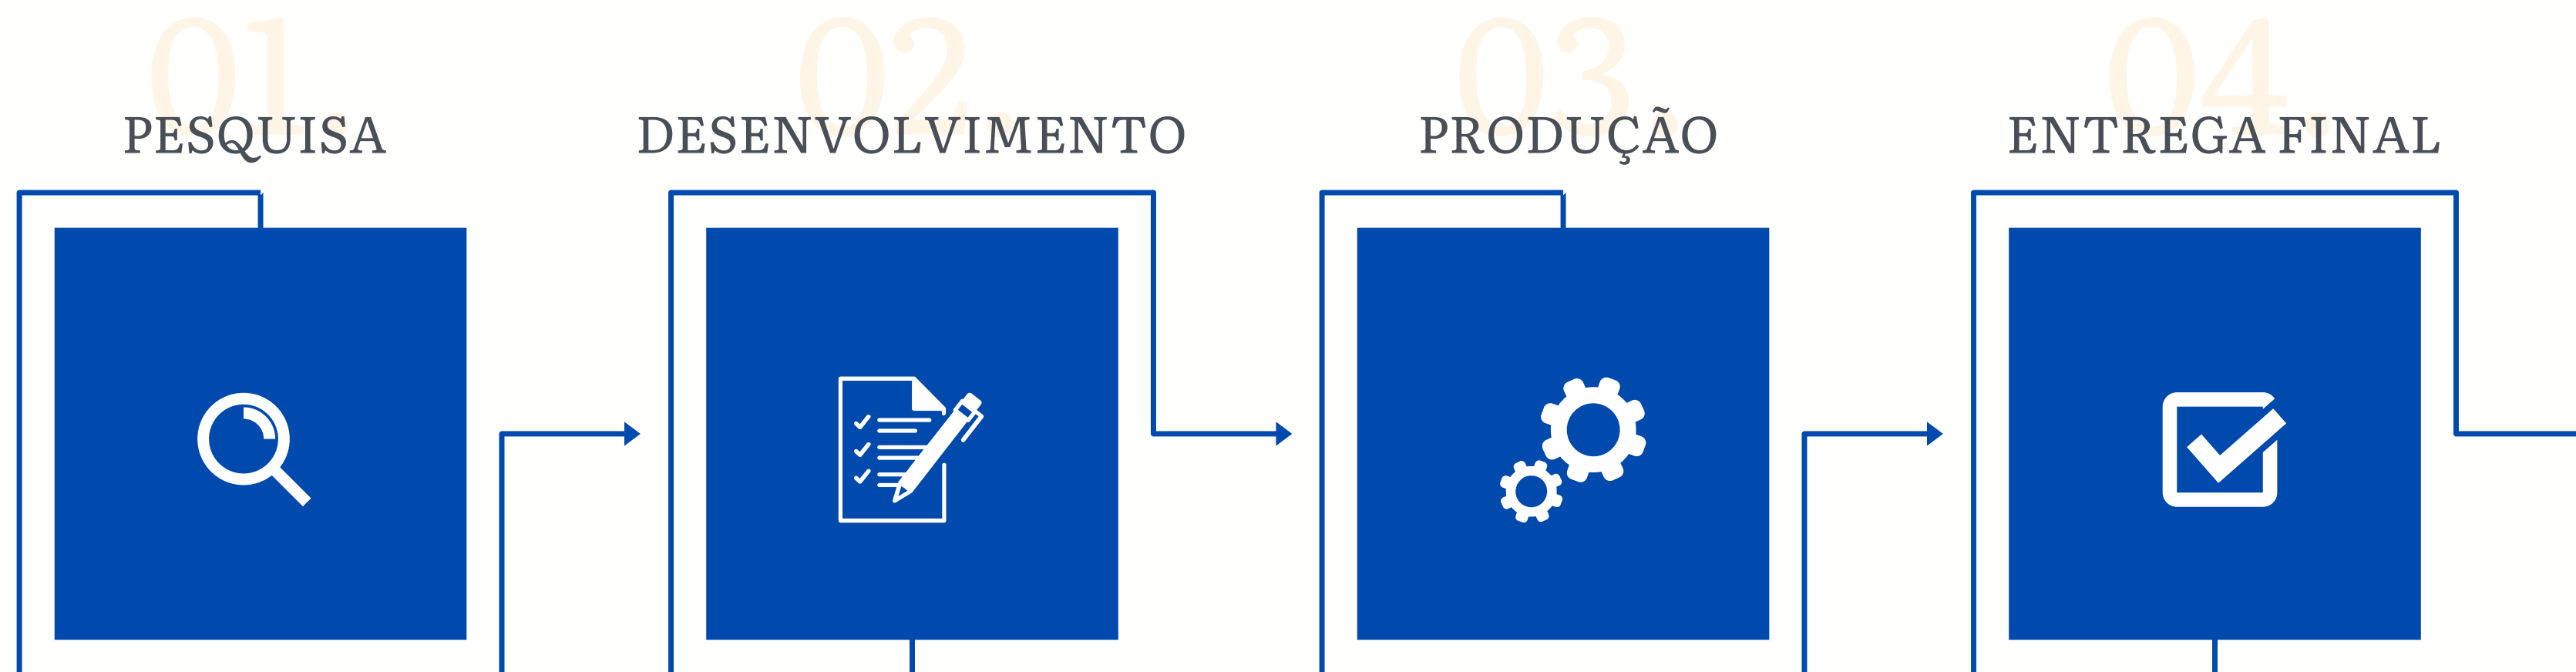 01.
PESQUISA
02.
DESENVOLVIMENTO
03.
PRODUÇÃO
04.
ENTREGA FINAL